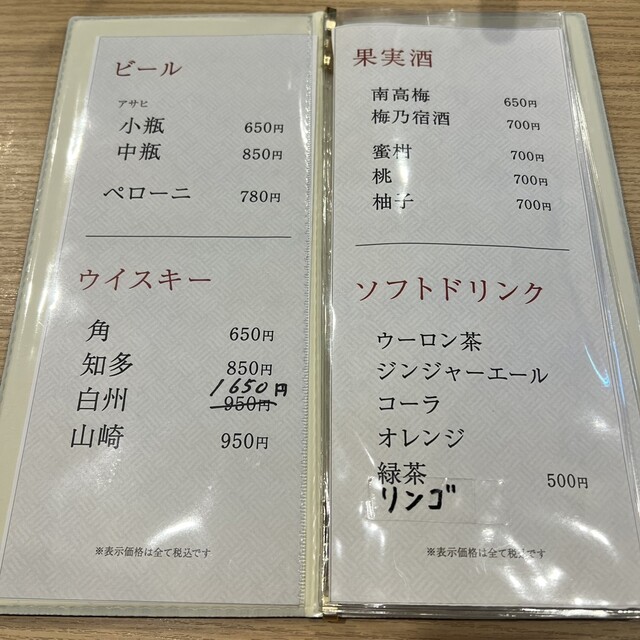 ビール
アサヒ
小瓶 650円
中瓶 850円
ペローニ 780円
ウイスキー
角 650円
知多 850円
1650円
白州 950円
山崎 950円
※表示価格は全て税込です
果実酒
南高梅 650円
梅乃宿酒 700円
蜜柑 700円
桃 700円
柚子 700円
ソフトドリンク
ウーロン茶
ジンジャーエール
コーラ
オレンジ
緑茶 500円
リンゴ
※表示価格は全て税込です